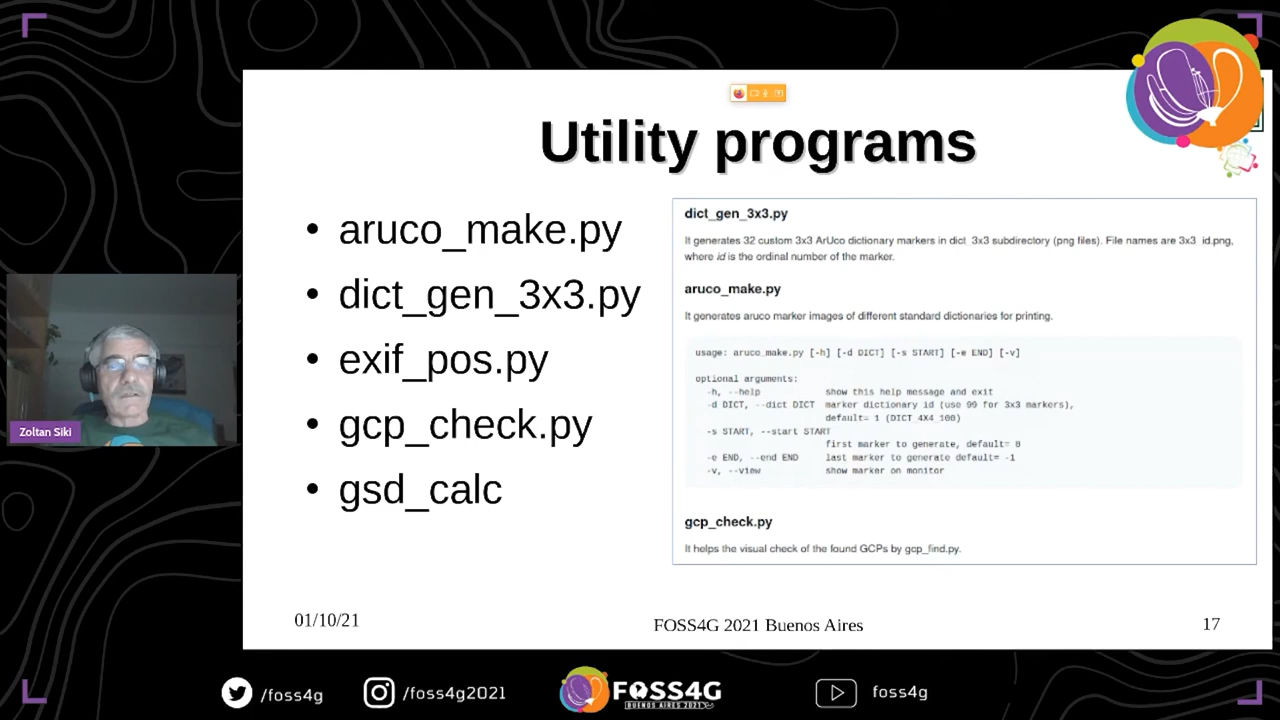 Utility programs
• aruco_make.py
• dict_gen_3x3.py
• exif_pos.py
• gcp_check.py
• gsd_calc
dict_gen_3x3.py
It generates 32 custom 3x3 ArUco dictionary markers in dict_3x3 subdirectory (png files). File names are 3x3_id.png,
where id is the ordinal number of the marker.
aruco_make.py
It generates aruco marker images of different standard dictionaries for printing.
usage: aruco_make.py [-h] [-d DICT] [-s START] [-e END] [-v]
optional arguments:
-h, --help show this help message and exit
-d DICT, --dict DICT marker dictionary id (use 99 for 3x3 markers),
default= 1 (DICT_4X4_100)
-s START, --start START
first marker to generate, default= 0
-e END, --end END last marker to generate default= -1
-v, --view show marker on monitor
gcp_check.py
It helps the visual check of the found GCPs by gcp_find.py.
Zoltan Siki
01/10/21
FOSS4G 2021 Buenos Aires
17
/foss4g
/foss4g2021
FOSS4G
BUENOS AIRES 2021
foss4g